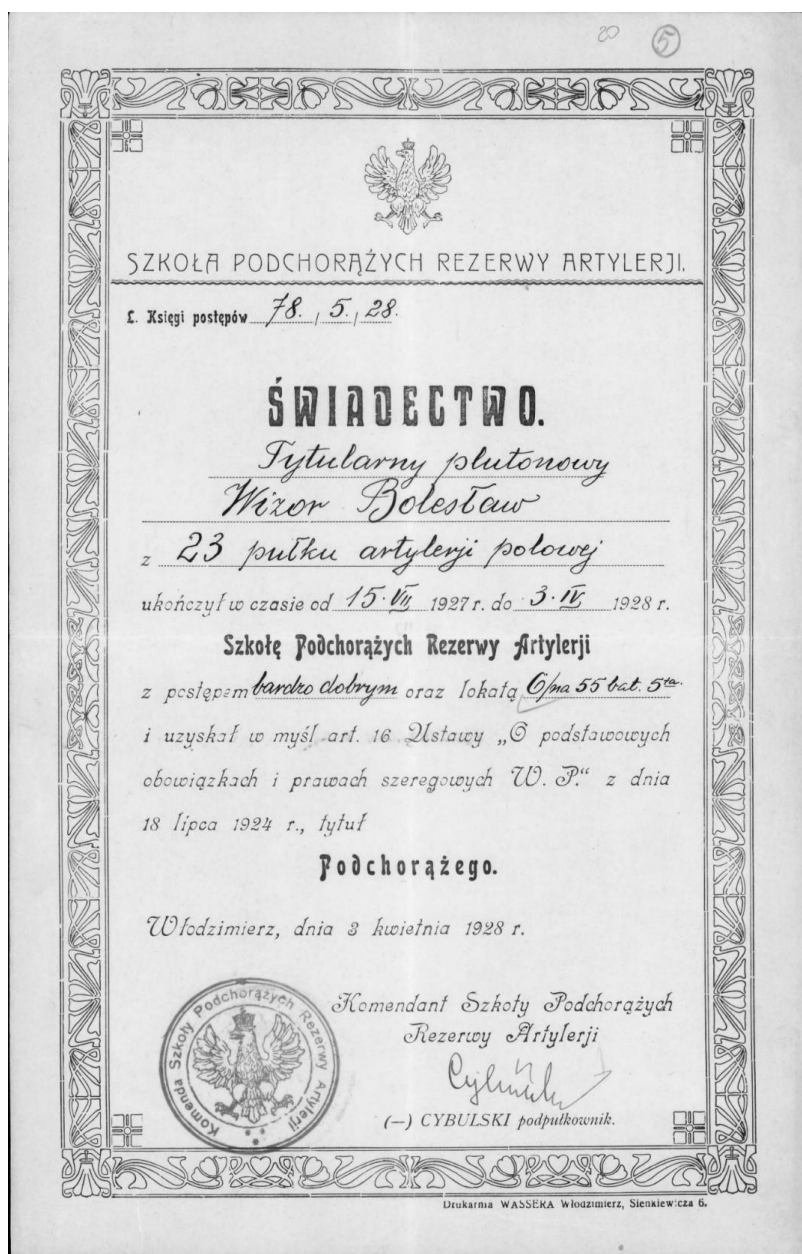 20 5
SZKOŁA PODCHORĄŻYCH REZERWY ARTYLERJI.
L. Księgi postępów 78. / 5. / 28.
ŚWIADECTWO.
Tytularny plutonowy
Wizor Bolesław
z 23 pułku artylerji polowej
ukończył w czasie od 15·VII 1927 r. do 3·IV 1928 r.
Szkołę Podchorążych Rezerwy Artylerji
z postępem bardzo dobrym oraz lokatą 6/na 55 bat. 5ta.
i uzyskał w myśl art. 16 Ustawy „O podstawowych
obowiązkach i prawach szeregowych W. P.“ z dnia
18 lipca 1924 r., tytuł
Podchorążego.
Włodzimierz, dnia 3 kwietnia 1928 r.
Komenda Szkoły Podchorążych Rezerwy Artylerji
Komendant Szkoły Podchorążych
Rezerwy Artylerji
(—) CYBULSKI podpułkownik.
Drukarnia WASSERA Włodzimierz, Sienkiewicza 6.